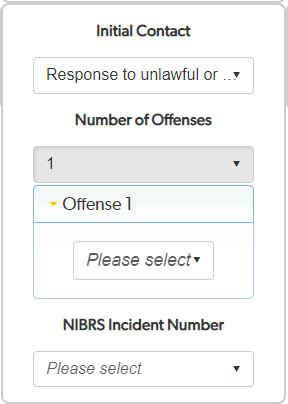 Initial Contact
Response to unlawful or ...
Number of Offenses
1
Offense 1
Please select
NIBRS Incident Number
Please select